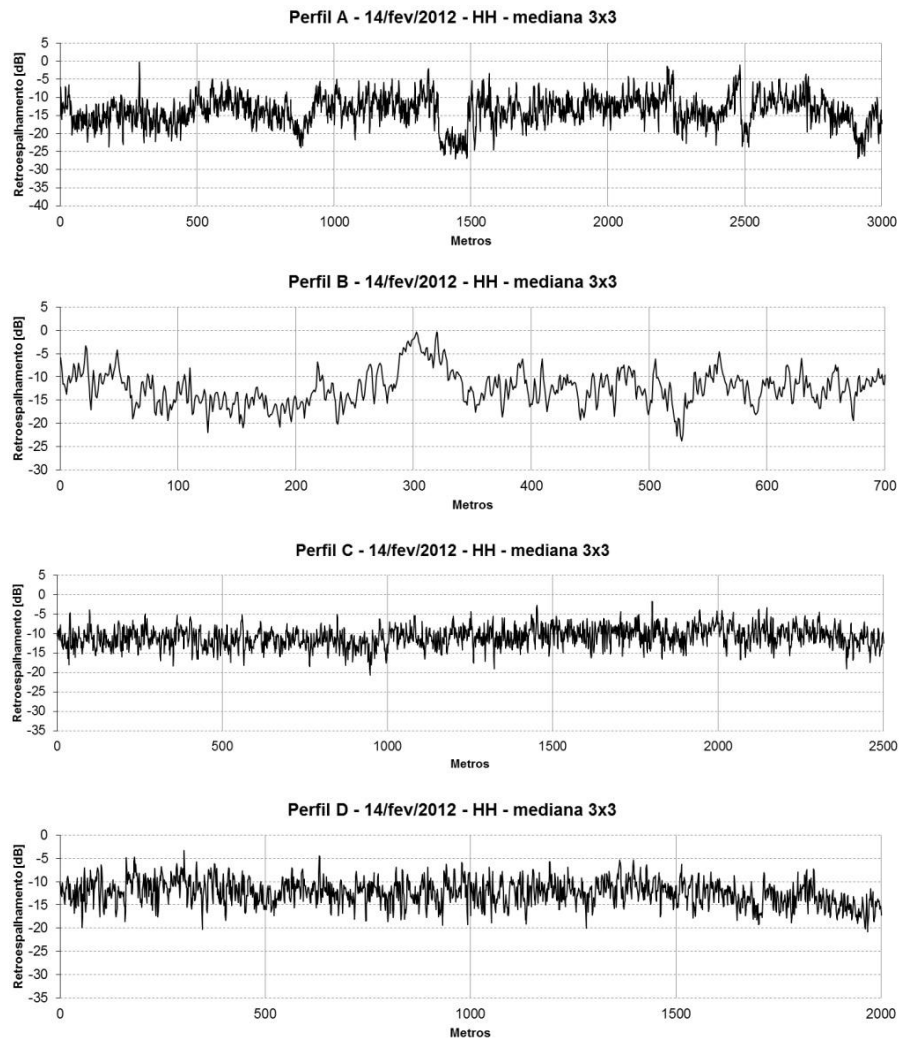 Perfil A - 14/fev/2012 - HH - mediana 3x3
Retroespalhamento [dB]
5
0
-5
-10
-15
-20
-25
-30
-35
-40
0 500 1000 1500 2000 2500 3000
Metros
Perfil B - 14/fev/2012 - HH - mediana 3x3
Retroespalhamento [dB]
5
0
-5
-10
-15
-20
-25
-30
0 100 200 300 400 500 600 700
Metros
Perfil C - 14/fev/2012 - HH - mediana 3x3
Retroespalhamento [dB]
5
0
-5
-10
-15
-20
-25
-30
-35
0 500 1000 1500 2000 2500
Metros
Perfil D - 14/fev/2012 - HH - mediana 3x3
Retroespalhamento [dB]
0
-5
-10
-15
-20
-25
-30
-35
0 500 1000 1500 2000
Metros